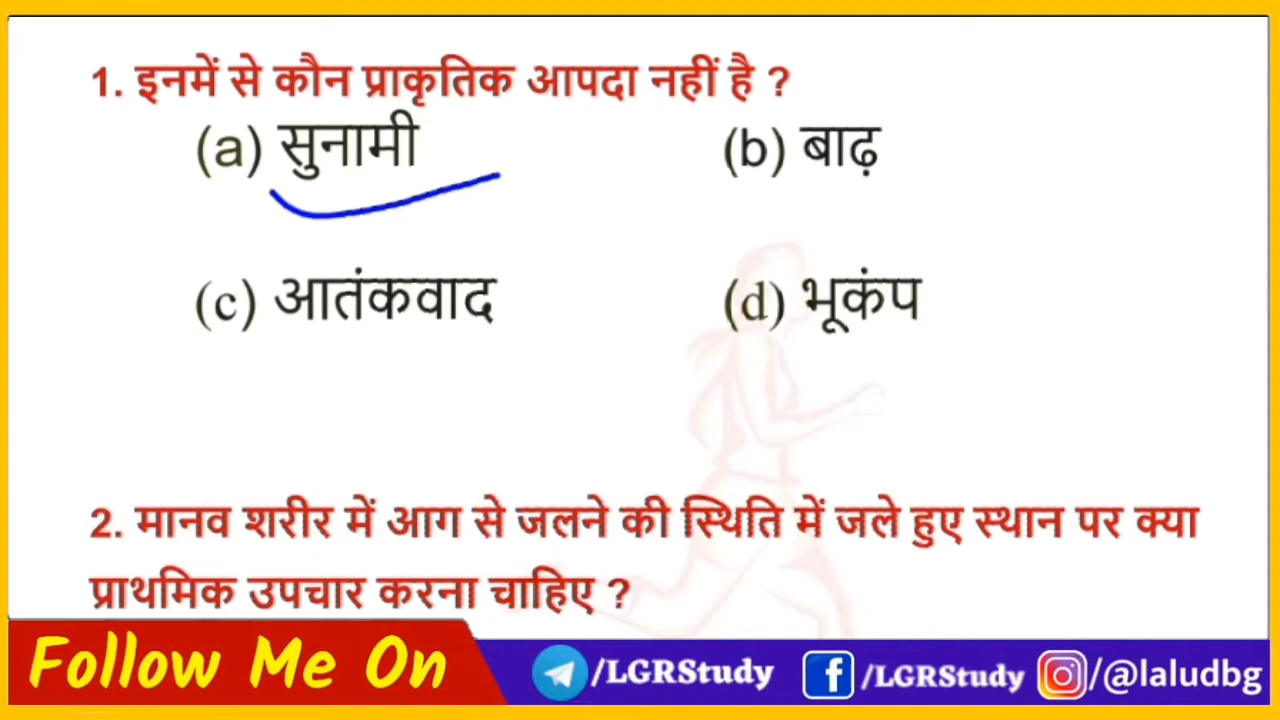 1. इनमें से कौन प्राकृतिक आपदा नहीं है ?
(a) सुनामी (b) बाढ़
(c) आतंकवाद (d) भूकंप
2. मानव शरीर में आग से जलने की स्थिति में जले हुए स्थान पर क्या
प्राथमिक उपचार करना चाहिए ?
Follow Me On /LGRStudy /LGRStudy /@laludbg